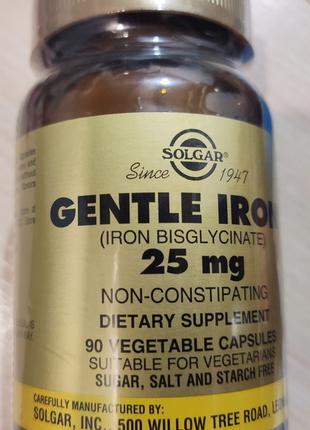 SOLGAR®
Since 1947
GENTLE IRON
(IRON BISGLYCINATE)
25 mg
NON-CONSTIPATING
DIETARY SUPPLEMENT
90 VEGETABLE CAPSULES
SUITABLE FOR VEGETARIANS
SUGAR, SALT AND STARCH FREE
CAREFULLY MANUFACTURED BY:
SOLGAR, INC., 500 WILLOW TREE ROAD,